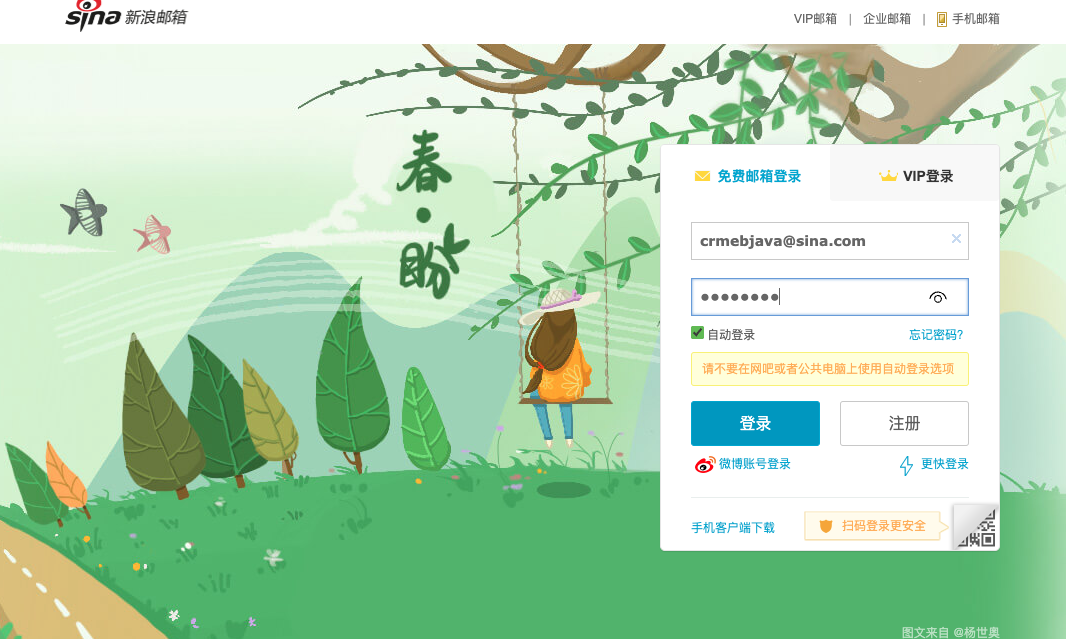 sina 新浪邮箱
VIP邮箱 | 企业邮箱 | 手机邮箱
春·盼
免费邮箱登录
VIP登录
crmebjava@sina.com
●●●●●●●●
自动登录
忘记密码?
请不要在网吧或者公共电脑上使用自动登录选项
登录
注册
微博账号登录
更快登录
手机客户端下载
扫码登录更安全
图文来自 @杨世奥